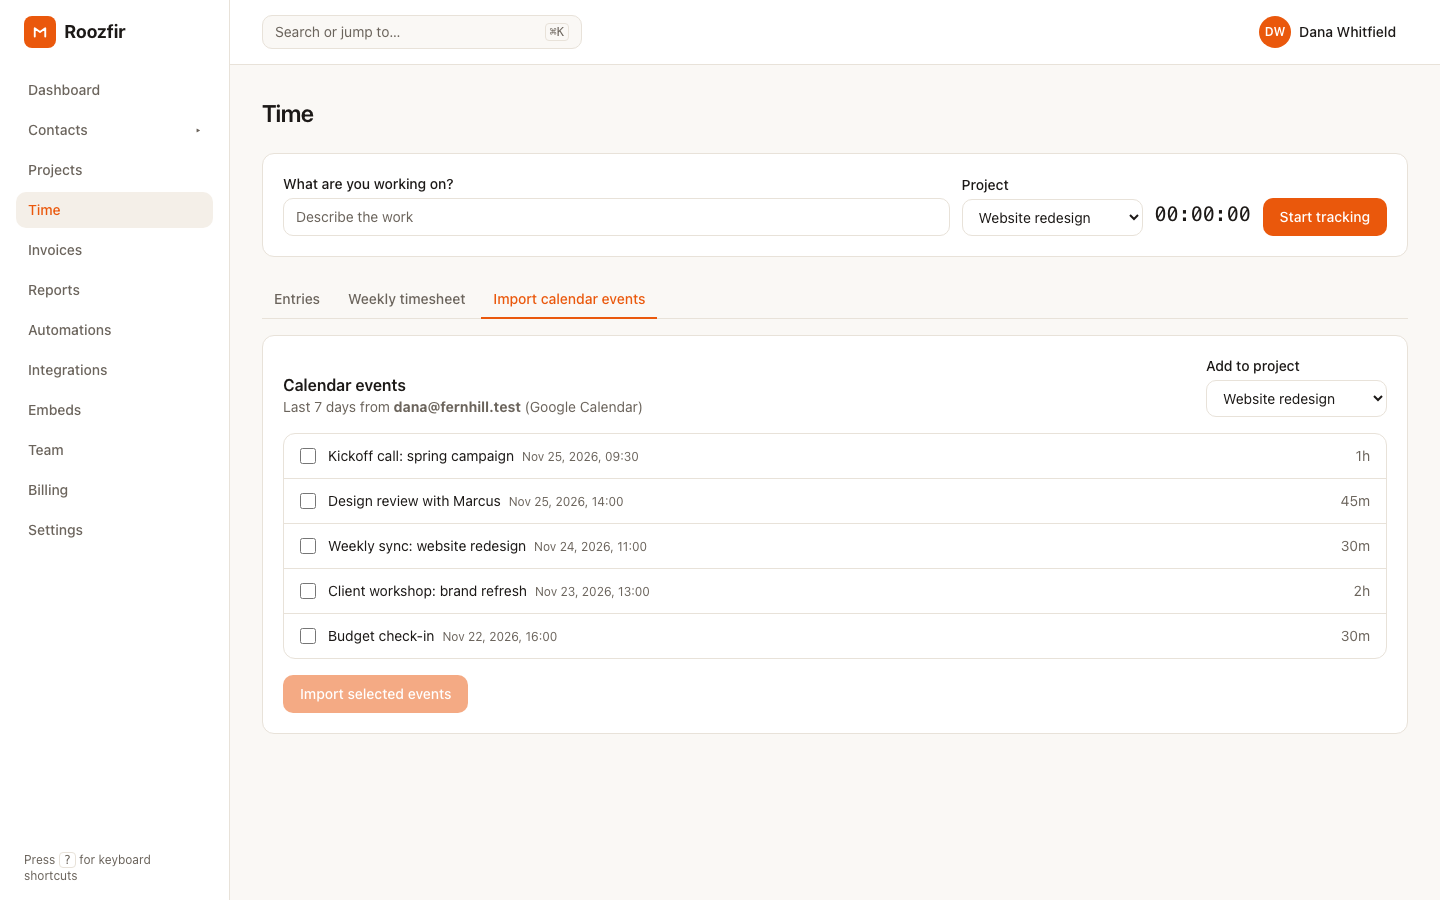 Roozfir
Search or jump to...
⌘K
DW
Dana Whitfield
Dashboard
Contacts
Projects
Time
Invoices
Reports
Automations
Integrations
Embeds
Team
Billing
Settings
Press ? for keyboard
shortcuts
Time
What are you working on?
Describe the work
Project
Website redesign
00:00:00
Start tracking
Entries
Weekly timesheet
Import calendar events
Calendar events
Last 7 days from dana@fernhill.test (Google Calendar)
Add to project
Website redesign
Kickoff call: spring campaign Nov 25, 2026, 09:30 1h
Design review with Marcus Nov 25, 2026, 14:00 45m
Weekly sync: website redesign Nov 24, 2026, 11:00 30m
Client workshop: brand refresh Nov 23, 2026, 13:00 2h
Budget check-in Nov 22, 2026, 16:00 30m
Import selected events